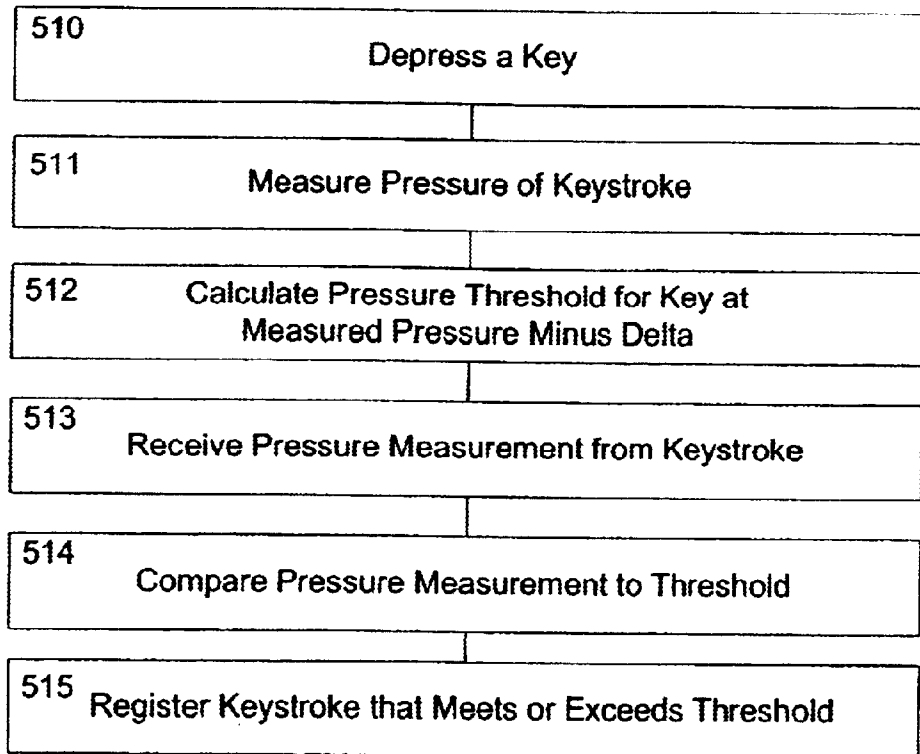 510
Depress a Key
511
Measure Pressure of Keystroke
512
Calculate Pressure Threshold for Key at
Measured Pressure Minus Delta
513
Receive Pressure Measurement from Keystroke
514
Compare Pressure Measurement to Threshold
515
Register Keystroke that Meets or Exceeds Threshold